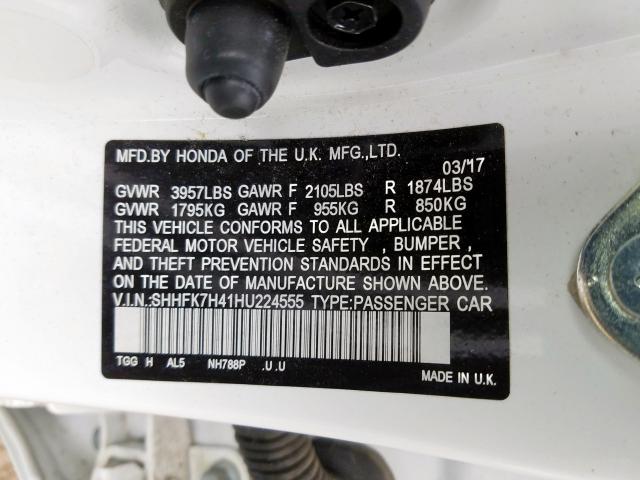 MFD.BY HONDA OF THE U.K. MFG.,LTD.
03/'17
GVWR 3957LBS GAWR F 2105LBS R 1874LBS
GVWR 1795KG GAWR F 955KG R 850KG
THIS VEHICLE CONFORMS TO ALL APPLICABLE
FEDERAL MOTOR VEHICLE SAFETY , BUMPER ,
AND THEFT PREVENTION STANDARDS IN EFFECT
ON THE DATE OF MANUFACTURE SHOWN ABOVE.
V.I.N.:SHHFK7H41HU224555 TYPE:PASSENGER CAR
TGG H AL5 NH788P .U.U
MADE IN U.K.